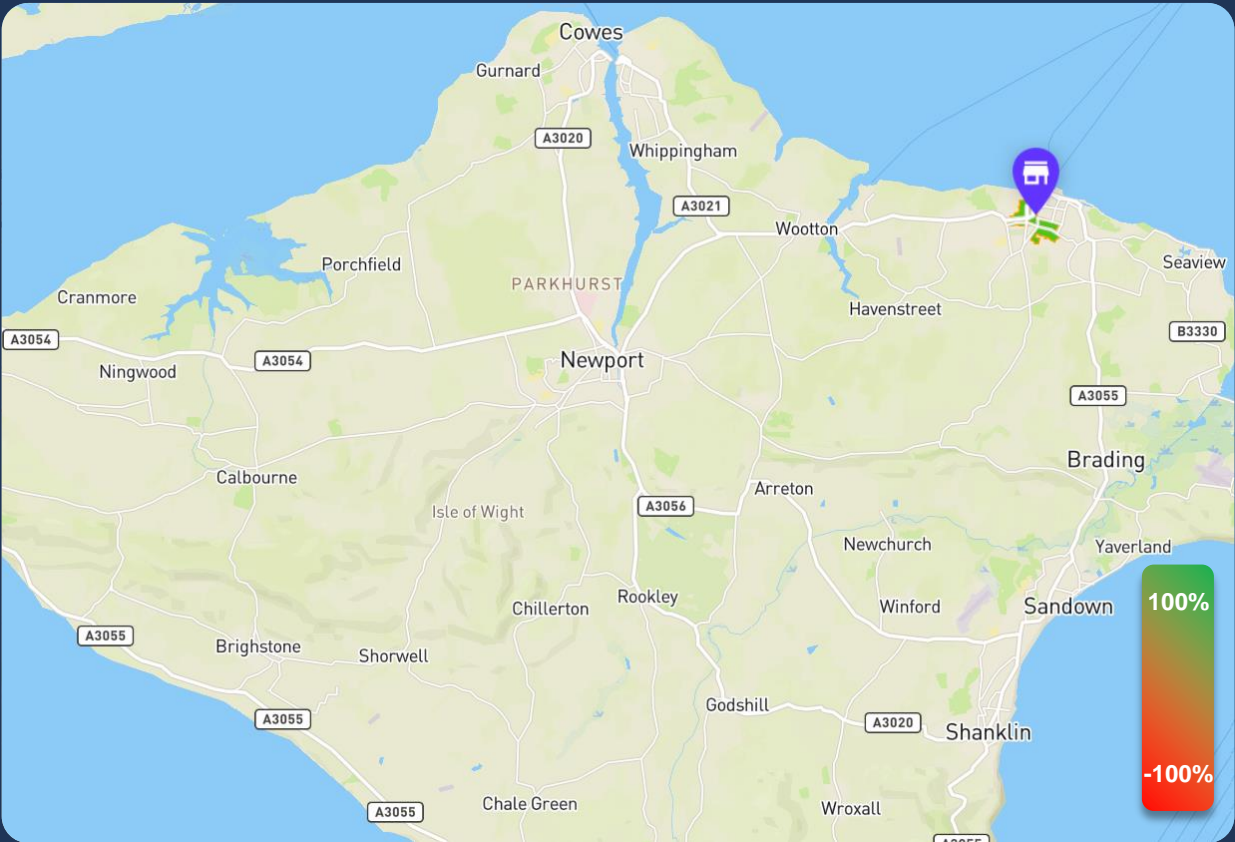 Cowes
Gurnard
A3020
Whippingham
A3021
Wootton
Porchfield
Seaview
PARKHURST
Cranmore
Havenstreet
B3330
A3054
A3054
Newport
Ningwood
A3055
Brading
Calbourne
Arreton
A3056
Isle of Wight
Newchurch
Yaverland
Rookley
100%
Chillerton
Winford
Sandown
A3055
Brightstone
Shorwell
Godshill
A3055
A3020
Shanklin
-100%
Chale Green
A3055
Wroxall
A3055